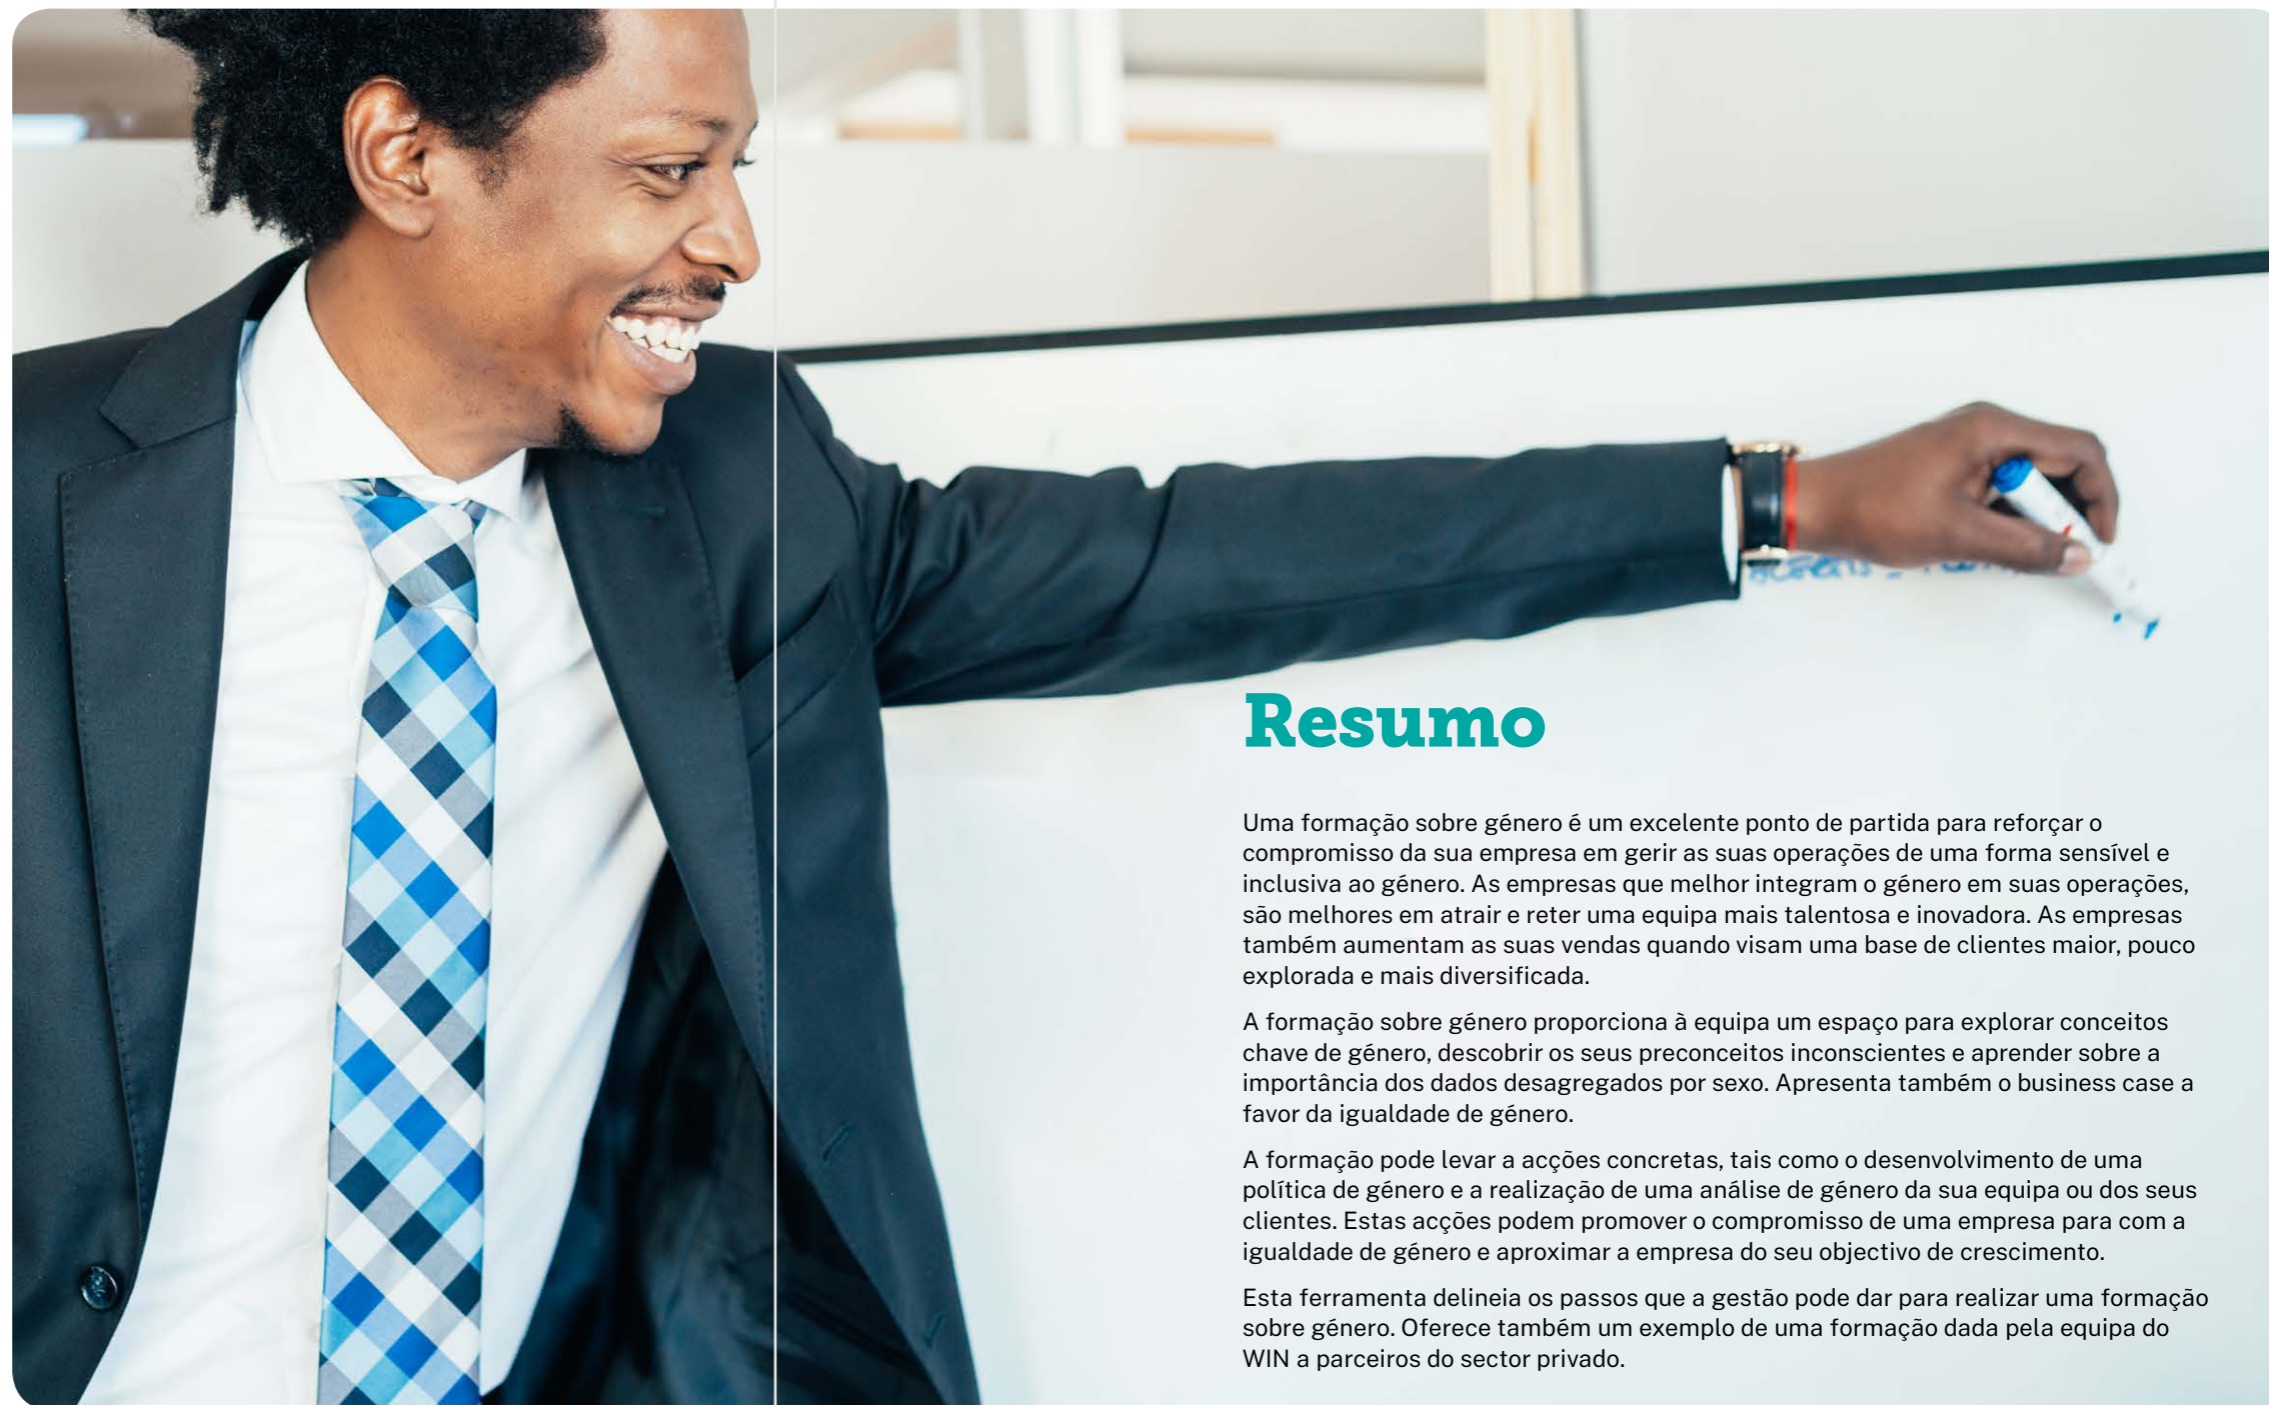 Resumo
Uma formação sobre género é um excelente ponto de partida para reforçar o
compromisso da sua empresa em gerir as suas operações de uma forma sensível e
inclusiva ao género. As empresas que melhor integram o género em suas operações,
são melhores em atrair e reter uma equipa mais talentosa e inovadora. As empresas
também aumentam as suas vendas quando visam uma base de clientes maior, pouco
explorada e mais diversificada.
A formação sobre género proporciona à equipa um espaço para explorar conceitos
chave de género, descobrir os seus preconceitos inconscientes e aprender sobre a
importância dos dados desagregados por sexo. Apresenta também o business case a
favor da igualdade de género.
A formação pode levar a acções concretas, tais como o desenvolvimento de uma
política de género e a realização de uma análise de género da sua equipa ou dos seus
clientes. Estas acções podem promover o compromisso de uma empresa para com a
igualdade de género e aproximar a empresa do seu objectivo de crescimento.
Esta ferramenta delineia os passos que a gestão pode dar para realizar uma formação
sobre género. Oferece também um exemplo de uma formação dada pela equipa do
WIN a parceiros do sector privado.